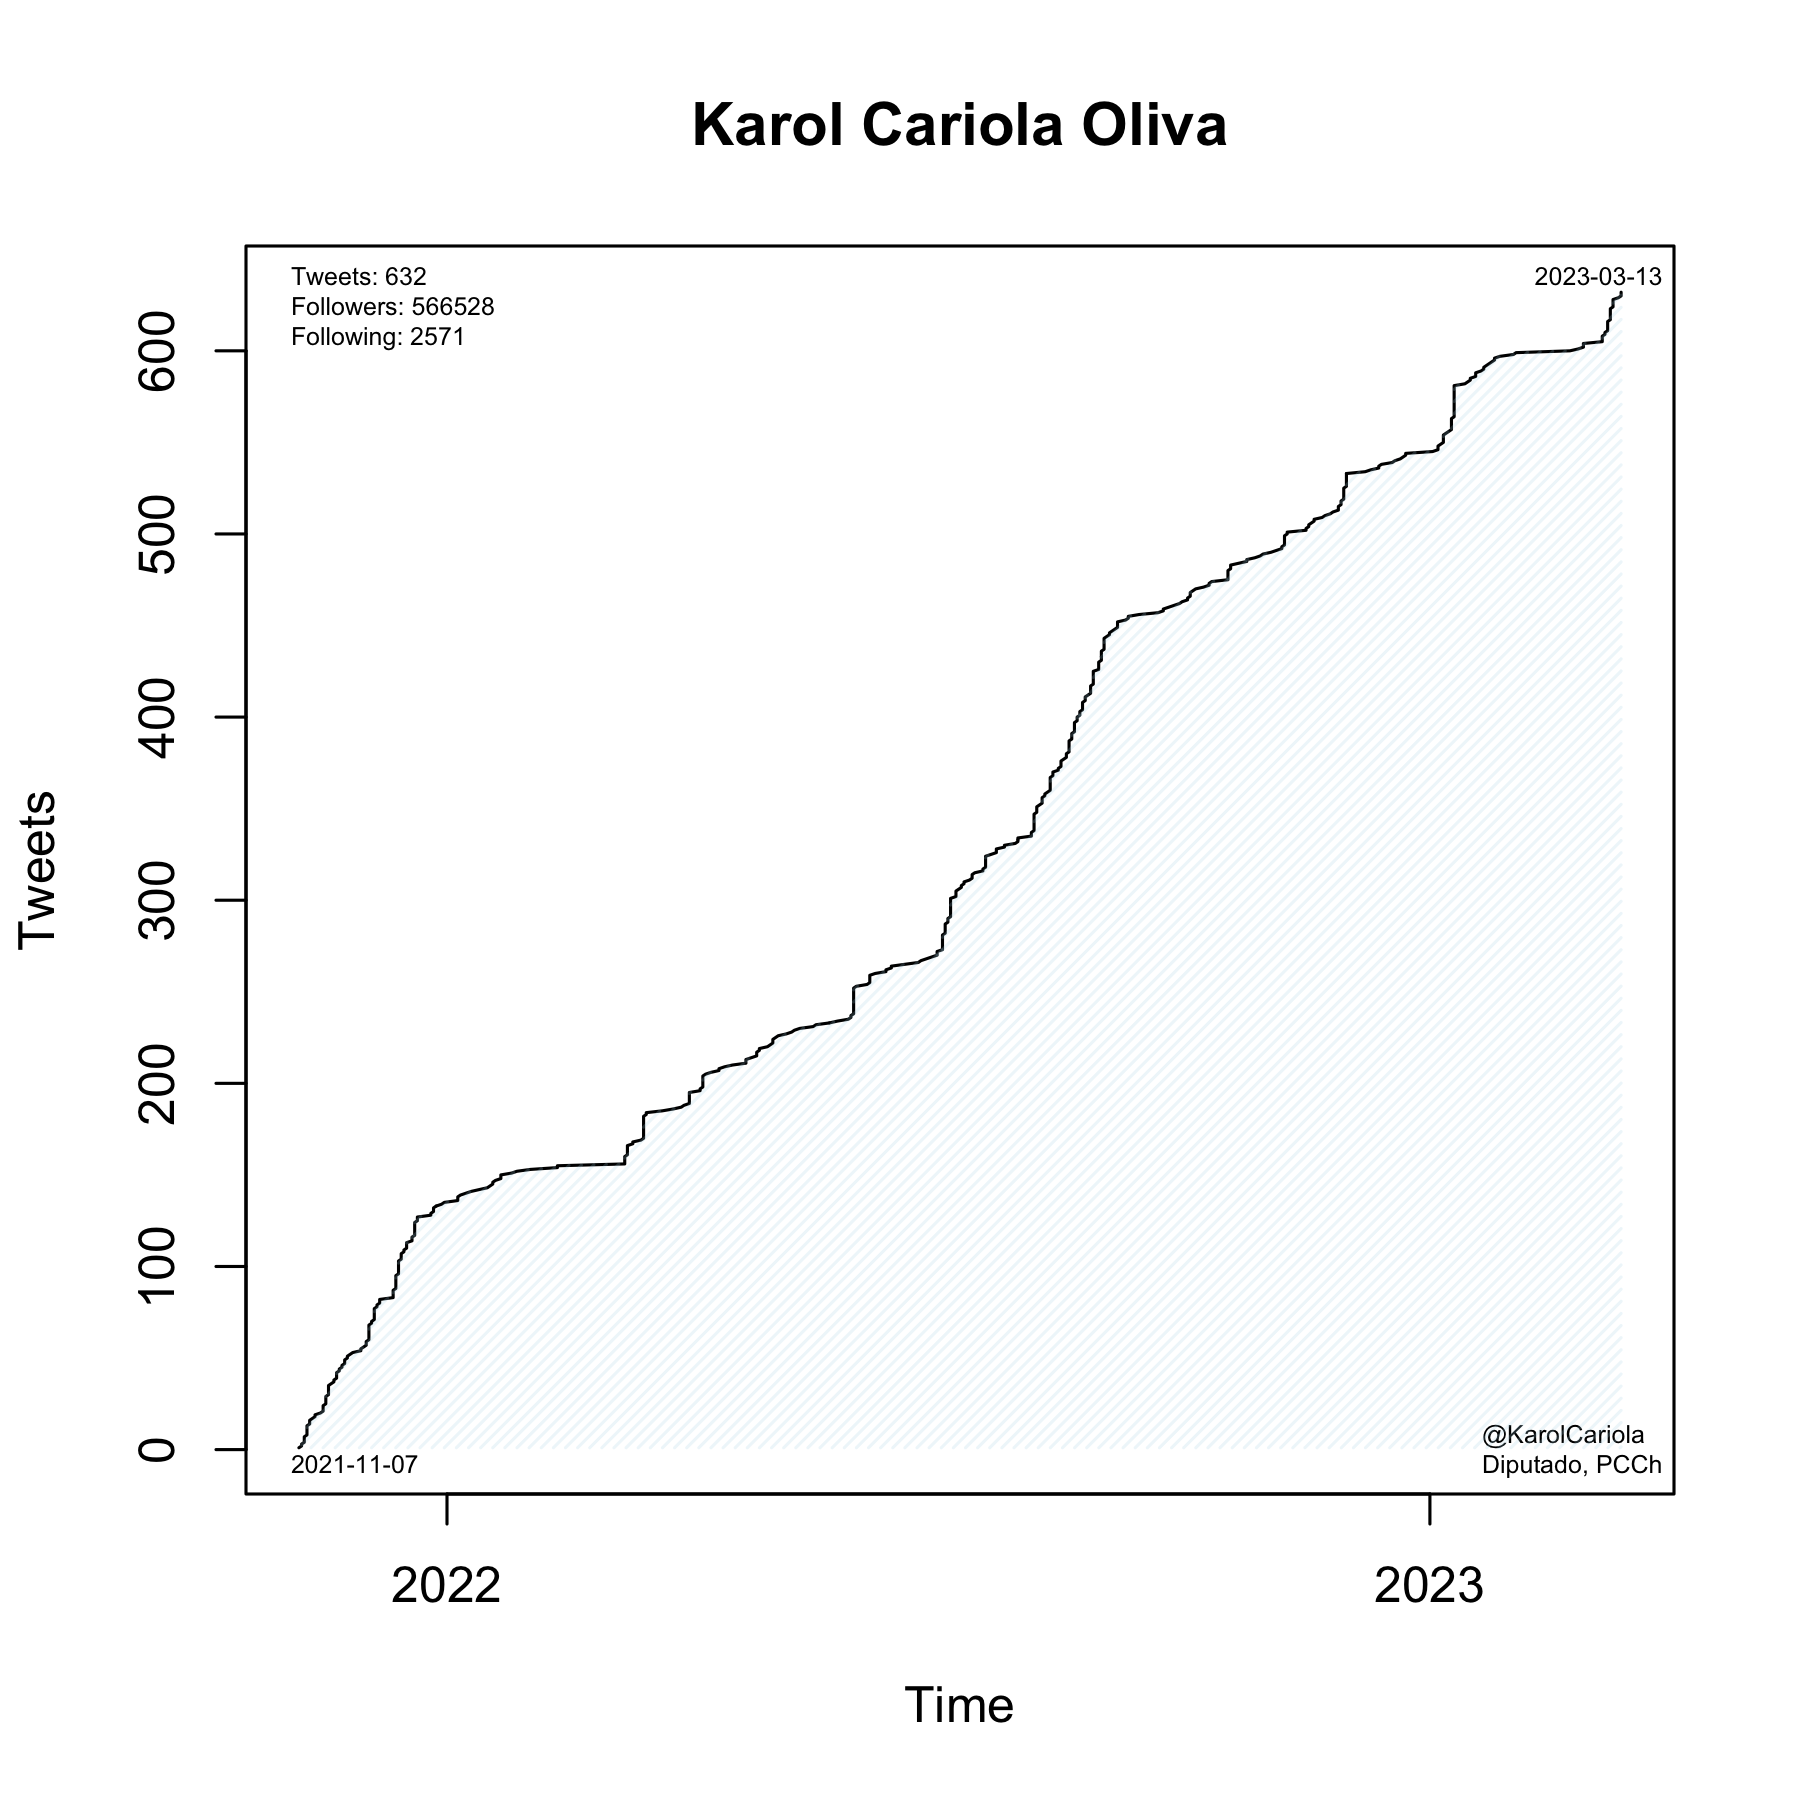 Karol Cariola Oliva
Tweets: 632
Followers: 566528
Following: 2571
2023-03-13
600
500
400
300
200
100
0
Tweets
2021-11-07
@KarolCariola
Diputado, PCCh
2022
2023
Time